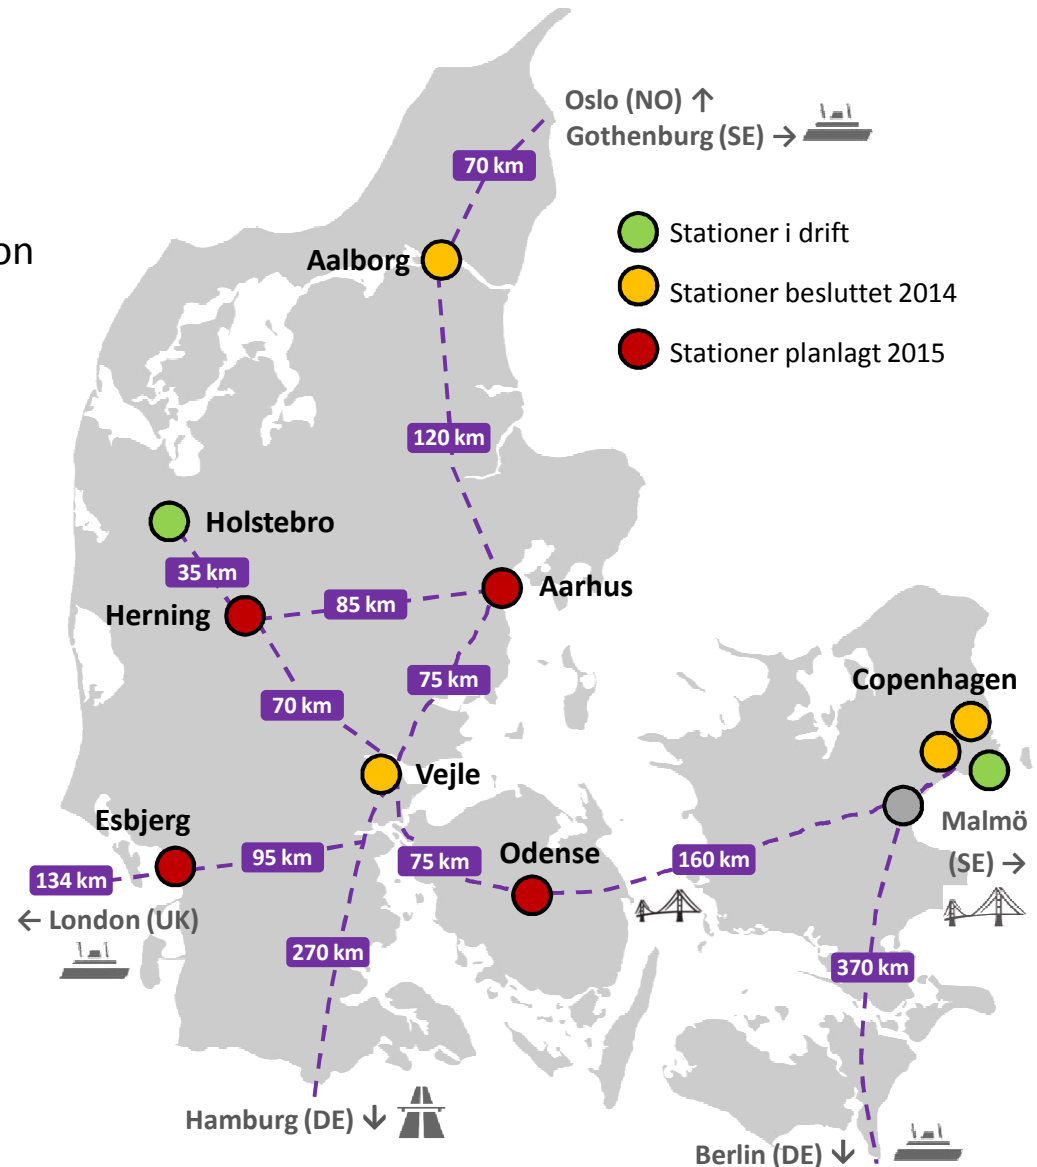 Oslo (NO) ↑
Gothenburg (SE) →
70 km
on
Stationer i drift
Aalborg
Stationer besluttet 2014
Stationer planlagt 2015
120 km
Holstebro
35 km
Aarhus
85 km
Herning
75 km
Copenhagen
70 km
Vejle
Esbjerg
Malmö
(SE) →
95 km
75 km
Odense
160 km
134 km
← London (UK)
270 km
370 km
Hamburg (DE) ↓
Berlin (DE) ↓